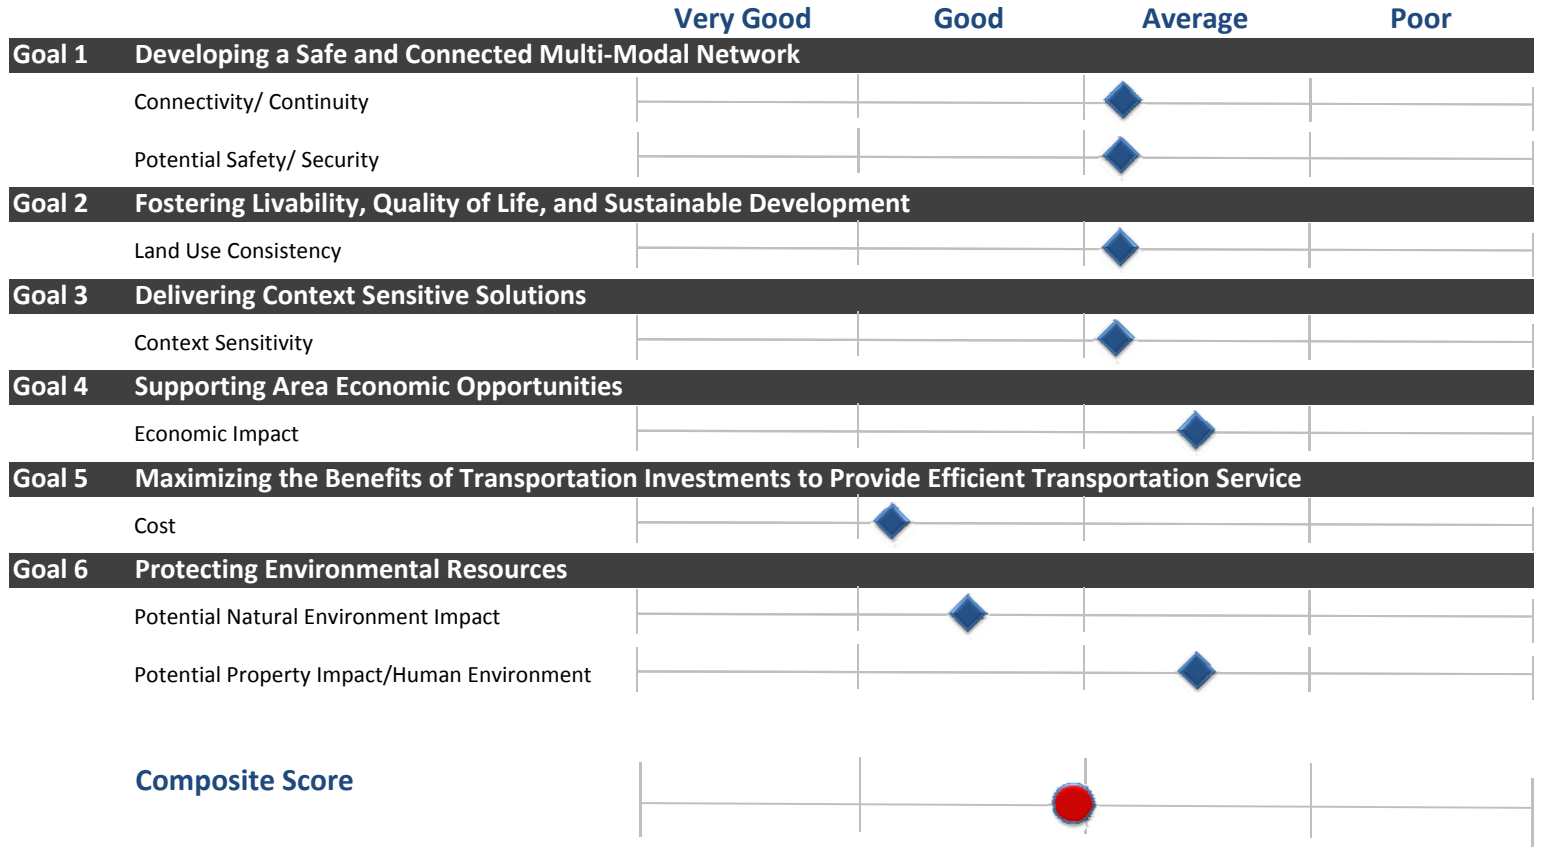 Very Good Good Average Poor
Goal 1 Developing a Safe and Connected Multi-Modal Network
Connectivity/ Continuity
Potential Safety/ Security
Goal 2 Fostering Livability, Quality of Life, and Sustainable Development
Land Use Consistency
Goal 3 Delivering Context Sensitive Solutions
Context Sensitivity
Goal 4 Supporting Area Economic Opportunities
Economic Impact
Goal 5 Maximizing the Benefits of Transportation Investments to Provide Efficient Transportation Service
Cost
Goal 6 Protecting Environmental Resources
Potential Natural Environment Impact
Potential Property Impact/Human Environment
Composite Score